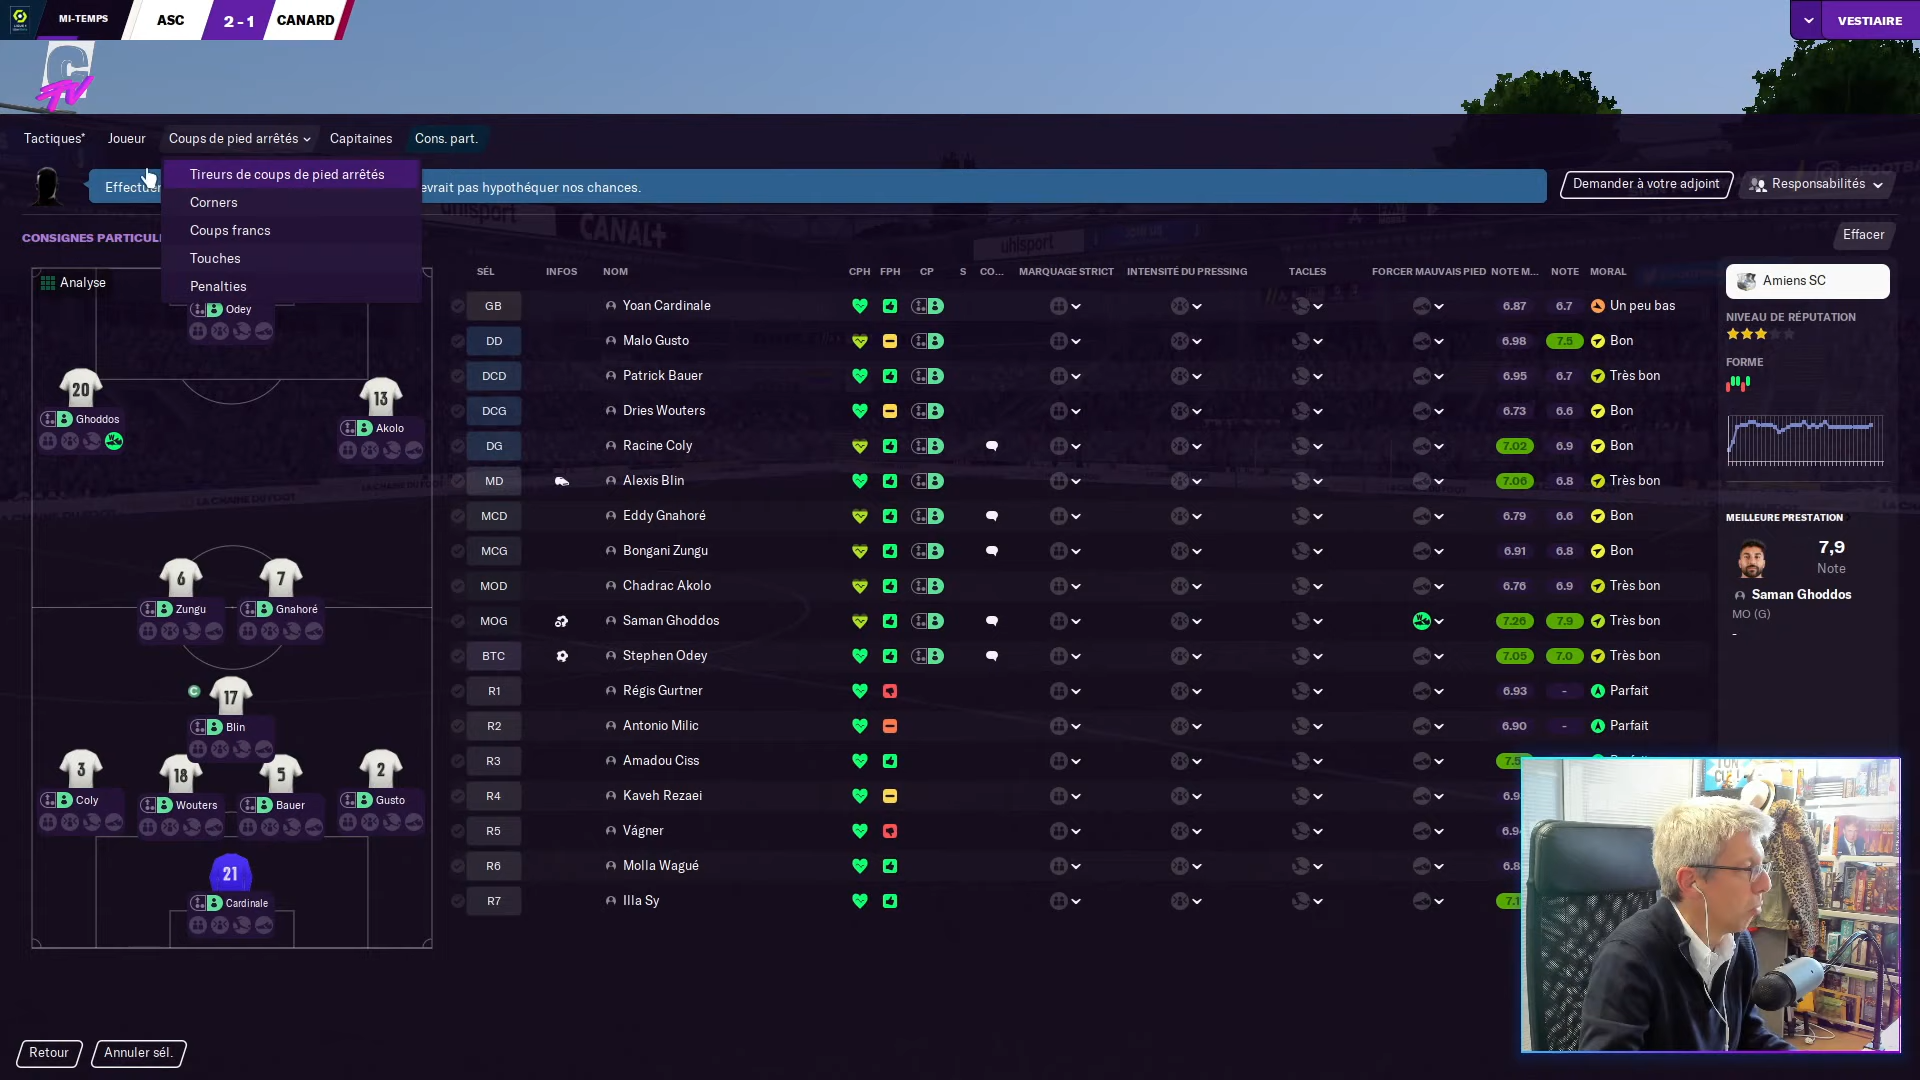 MI-TEMPS
ASC
2 - 1
CANARD
VESTIAIRE
C
TV
Tactiques*
Joueur
Coups de pied arrêtés
Capitaines
Cons. part.
Tireurs de coups de pied arrêtés
Corners
Coups francs
Touches
Penalties
Effectuer
evrait pas hypothéquer nos chances.
Demander à votre adjoint
Responsabilités
uhlsport
CANAL+
uhlsport
CONSIGNES PARTICUL
Effacer
Analyse
SÉL INFOS NOM CPH FPH CP S CO... MARQUAGE STRICT INTENSITÉ DU PRESSING TACLES FORCER MAUVAIS PIED NOTE M... NOTE MORAL
GB Yoan Cardinale 6.87 6.7 Un peu bas
DD Malo Gusto 6.98 7.5 Bon
DCD Patrick Bauer 6.95 6.7 Très bon
DCG Dries Wouters 6.73 6.6 Bon
DG Racine Coly 7.02 6.9 Bon
MD Alexis Blin 7.06 6.8 Très bon
MCD Eddy Gnahoré 6.79 6.6 Bon
MCG Bongani Zungu 6.91 6.8 Bon
MOD Chadrac Akolo 6.76 6.9 Très bon
MOG Saman Ghoddos 7.26 7.9 Très bon
BTC Stephen Odey 7.05 7.0 Très bon
R1 Régis Gurtner 6.93 - Parfait
R2 Antonio Milic 6.90 - Parfait
R3 Amadou Ciss
R4 Kaveh Rezaei
R5 Vágner
R6 Molla Wagué
R7 Illa Sy
Odey
20
Ghoddos
13
Akolo
6
Zungu
7
Gnahoré
C
17
Blin
3
Coly
18
Wouters
5
Bauer
2
Gusto
21
Cardinale
Amiens SC
NIVEAU DE RÉPUTATION
FORME
MEILLEURE PRESTATION
7,9
Note
Saman Ghoddos
MO (G)
-
Retour
Annuler sél.